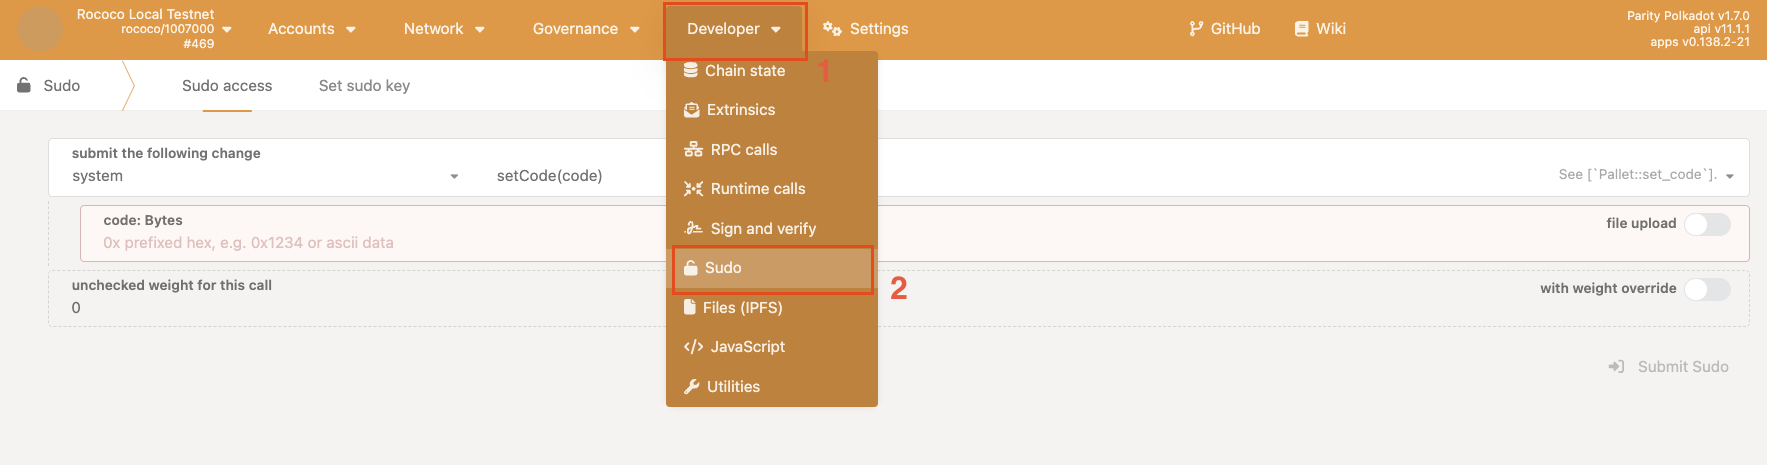 Rococo Local Testnet
rococo/1007000
#469
Accounts
Network
Governance
Developer
Settings
GitHub
Wiki
Parity Polkadot v1.7.0
api v11.1.1
apps v0.138.2-21
Sudo
Sudo access
Set sudo key
Chain state
1
Extrinsics
RPC calls
Runtime calls
Sign and verify
Sudo
2
Files (IPFS)
JavaScript
Utilities
submit the following change
system
setCode(code)
See [`Pallet::set_code`].
code: Bytes
0x prefixed hex, e.g. 0x1234 or ascii data
file upload
unchecked weight for this call
0
with weight override
Submit Sudo